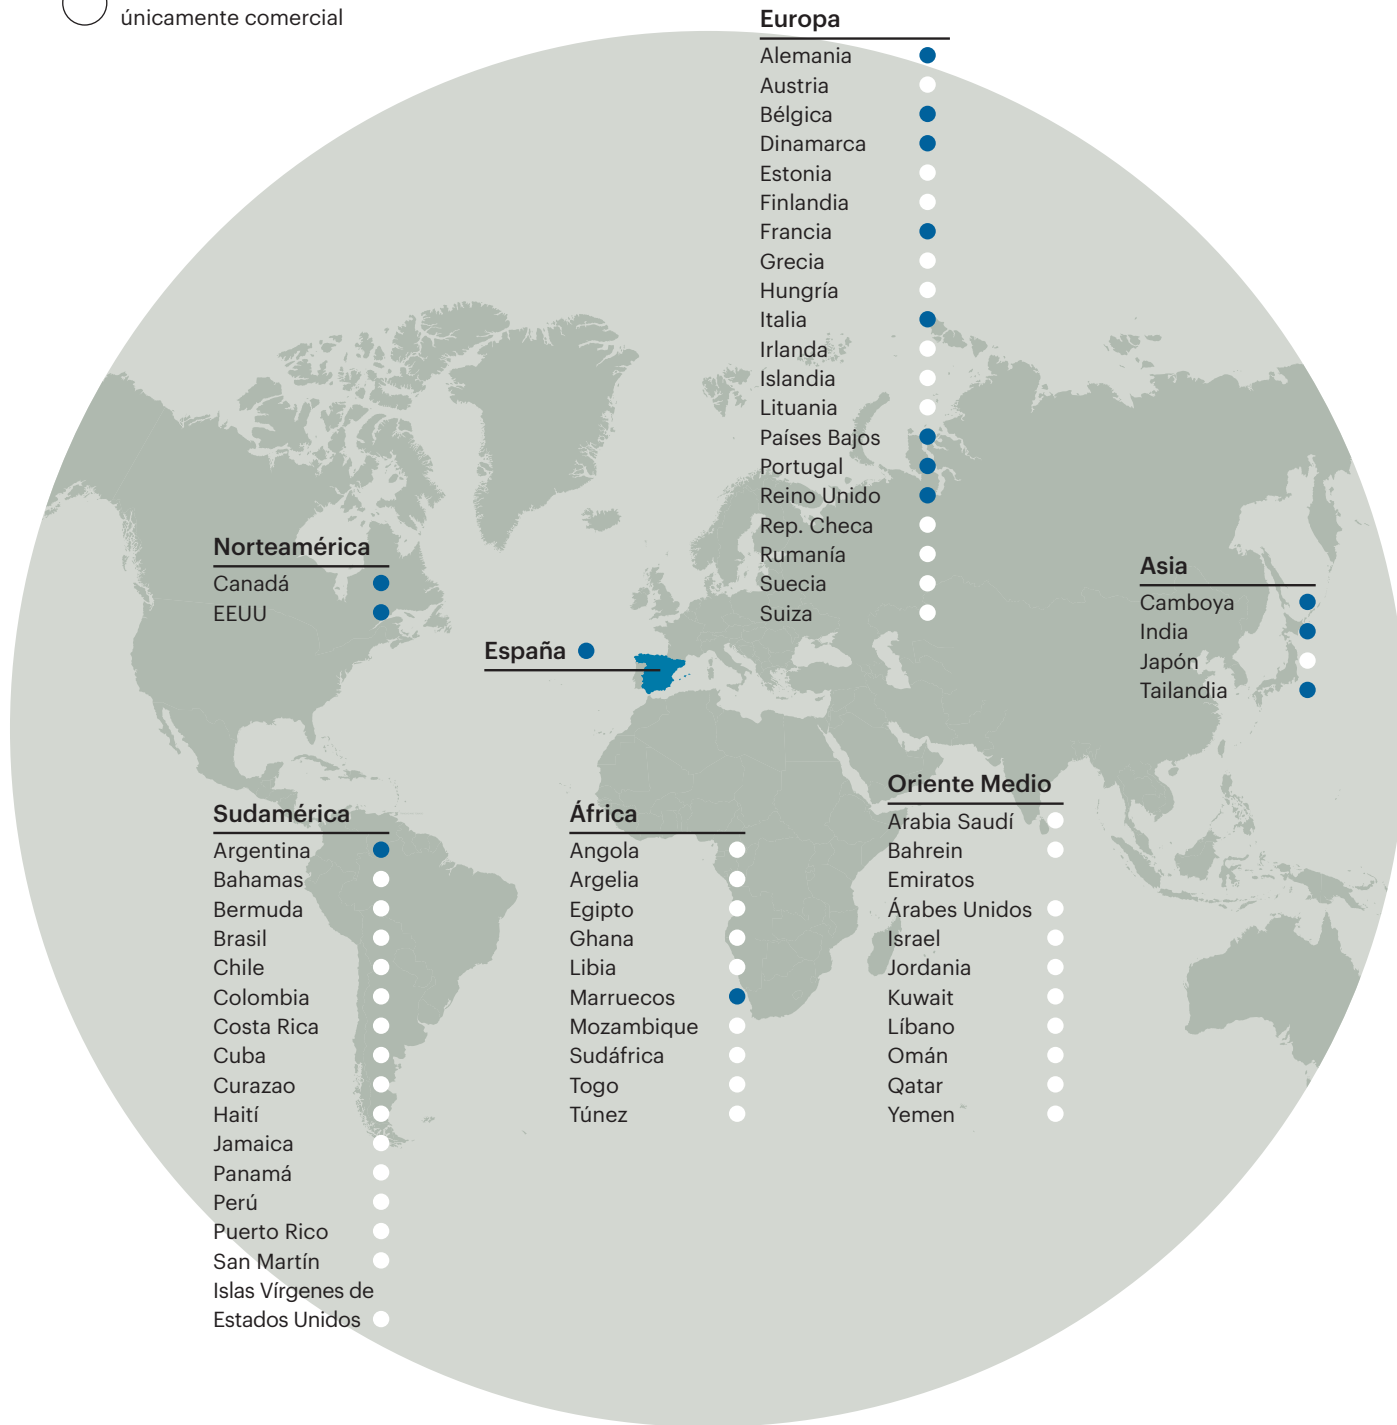 únicamente comercial
Europa
Alemania
Austria
Bélgica
Dinamarca
Estonia
Finlandia
Francia
Grecia
Hungría
Italia
Irlanda
Islandia
Lituania
Países Bajos
Portugal
Reino Unido
Rep. Checa
Rumanía
Suecia
Suiza
Norteamérica
Canadá
EEUU
España
Asia
Camboya
India
Japón
Tailandia
Sudamérica
Argentina
Bahamas
Bermuda
Brasil
Chile
Colombia
Costa Rica
Cuba
Curazao
Haití
Jamaica
Panamá
Perú
Puerto Rico
San Martín
Islas Vírgenes de
Estados Unidos
África
Angola
Argelia
Egipto
Ghana
Libia
Marruecos
Mozambique
Sudáfrica
Togo
Túnez
Oriente Medio
Arabia Saudí
Bahrein
Emiratos
Árabes Unidos
Israel
Jordania
Kuwait
Líbano
Omán
Qatar
Yemen